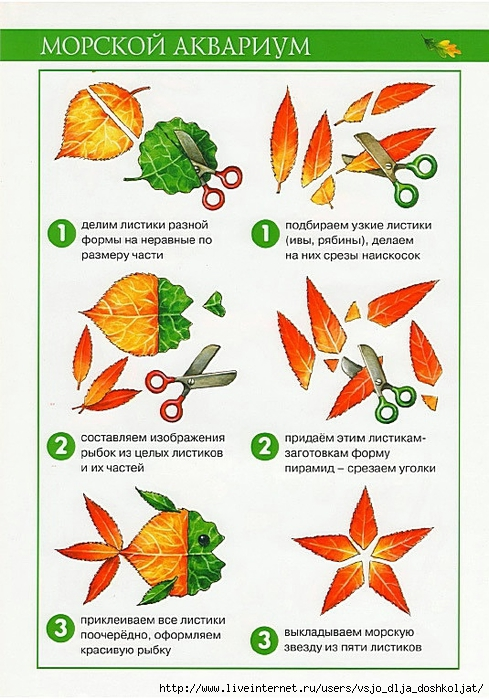 МОРСКОЙ АКВАРИУМ
1
делим листики разной
формы на неравные по
размеру части
1
подбираем узкие листики
(ивы, рябины), делаем
на них срезы наискосок
2
составляем изображения
рыбок из целых листиков
и их частей
2
придаём этим листикам-
заготовкам форму
пирамид – срезаем уголки
3
приклеиваем все листики
поочерёдно, оформляем
красивую рыбку
3
выкладываем морскую
звезду из пяти листиков
http://www.liveinternet.ru/users/vsjo_dlja_doshkoljat/